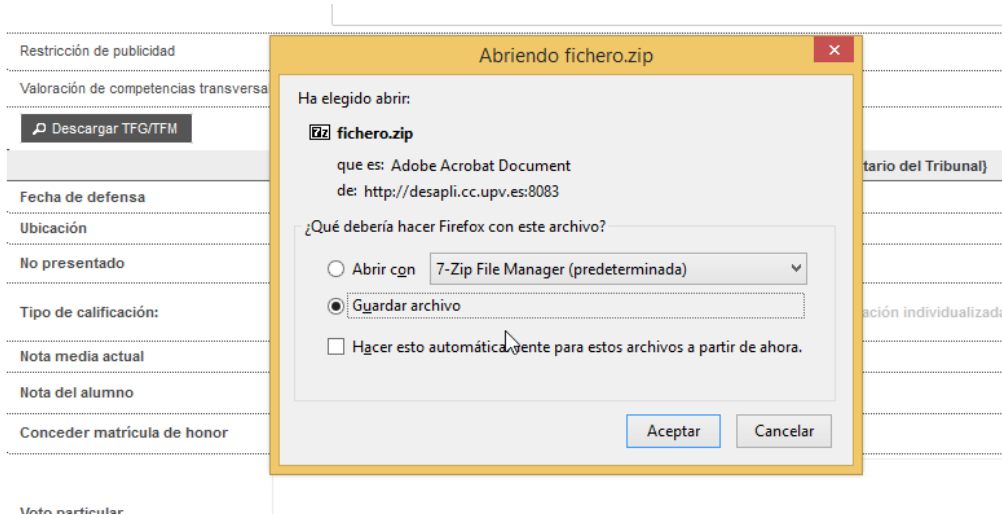 Restricción de publicidad
Valoración de competencias transversa
Descargar TFG/TFM
tario del Tribunal}
Fecha de defensa
Ubicación
No presentado
Tipo de calificación:
ación individualizada
Nota media actual
Nota del alumno
Conceder matrícula de honor
Voto particular
Abriendo fichero.zip
Ha elegido abrir:
fichero.zip
que es: Adobe Acrobat Document
de: http://desapli.cc.upv.es:8083
¿Qué debería hacer Firefox con este archivo?
Abrir con 7-Zip File Manager (predeterminada)
Guardar archivo
Hacer esto automáticamente para estos archivos a partir de ahora.
Aceptar Cancelar